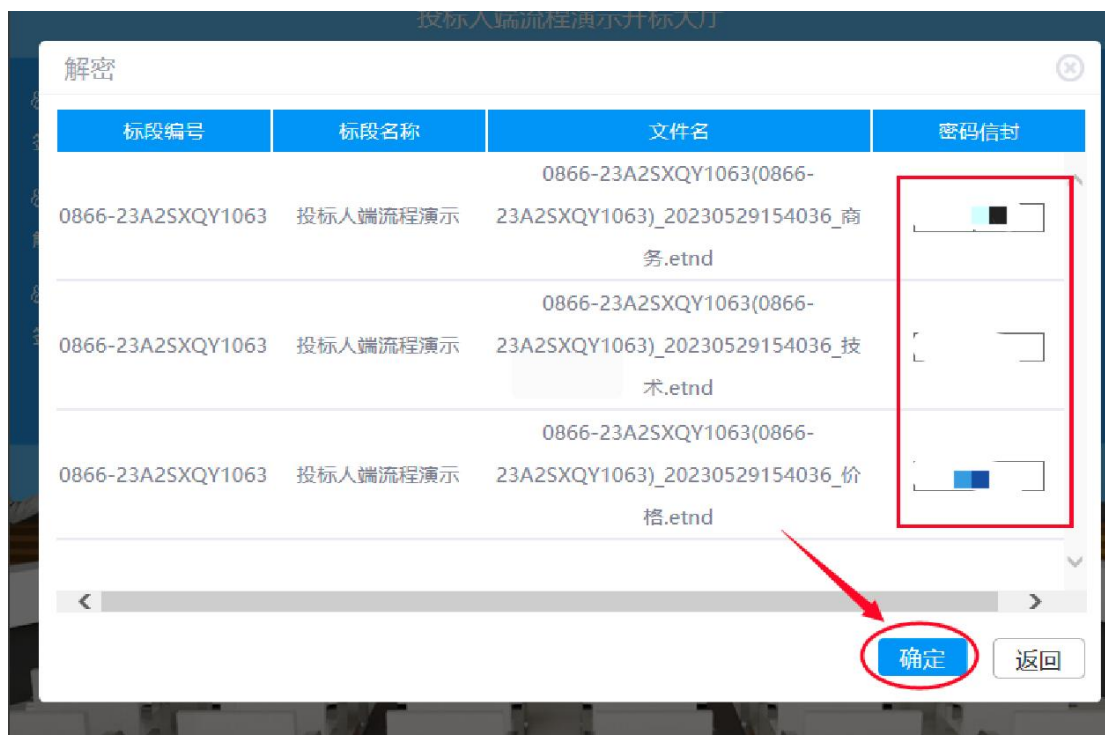 投标人端流程演示开标大厅
解密
标段编号 标段名称 文件名 密码信封
0866-23A2SXQY1063(0866-
0866-23A2SXQY1063 投标人端流程演示 23A2SXQY1063)_20230529154036_商
务.etnd
0866-23A2SXQY1063(0866-
0866-23A2SXQY1063 投标人端流程演示 23A2SXQY1063)_20230529154036_技
术.etnd
0866-23A2SXQY1063(0866-
0866-23A2SXQY1063 投标人端流程演示 23A2SXQY1063)_20230529154036_价
格.etnd
确定 返回